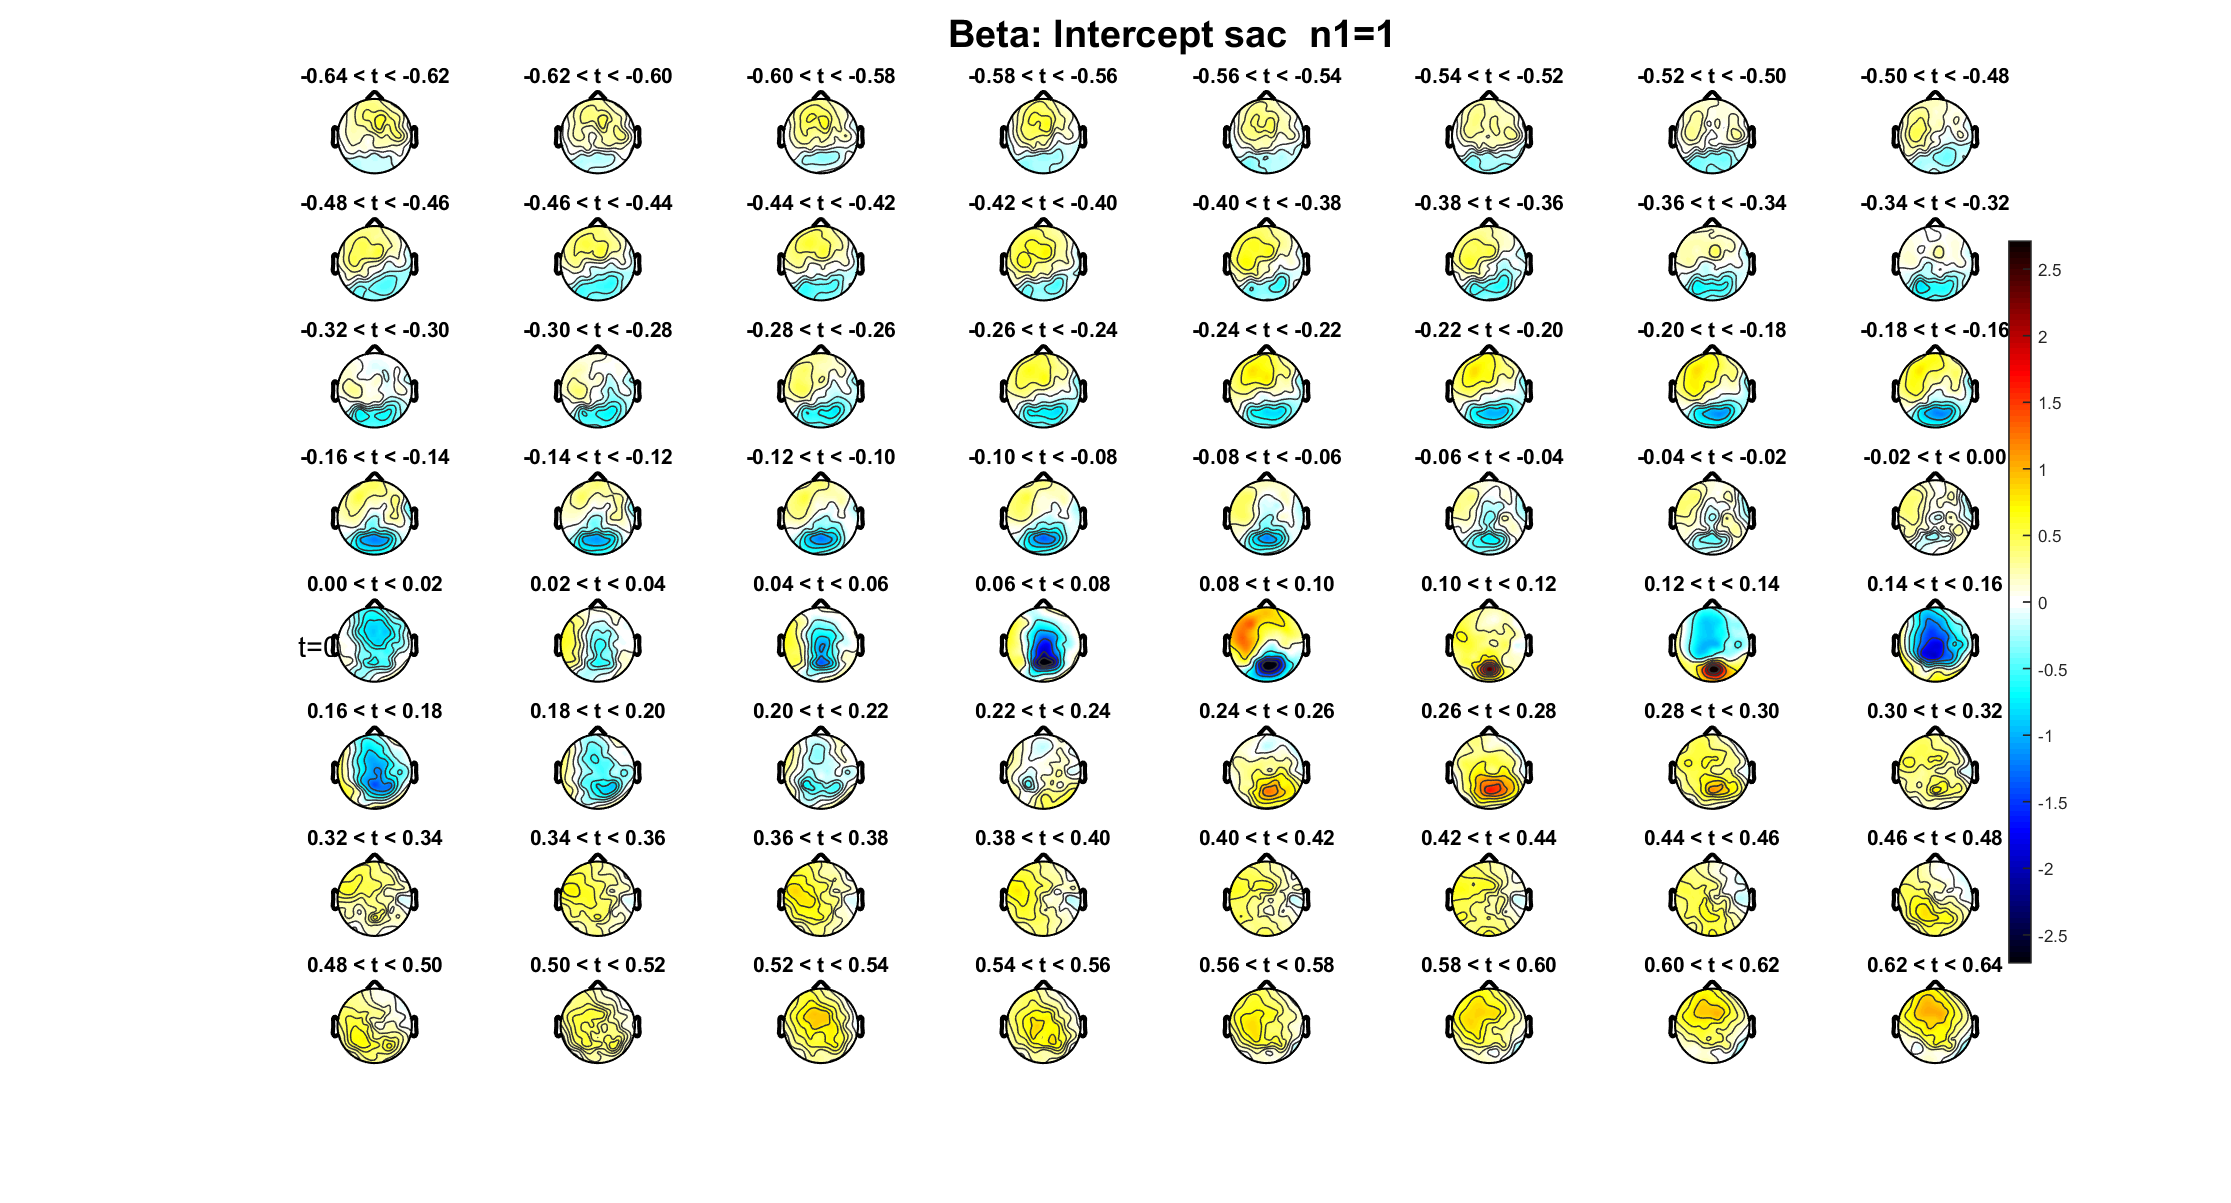 Beta: Intercept sac  n1=1
-0.64 < t < -0.62 -0.62 < t < -0.60 -0.60 < t < -0.58 -0.58 < t < -0.56 -0.56 < t < -0.54 -0.54 < t < -0.52 -0.52 < t < -0.50 -0.50 < t < -0.48
-0.48 < t < -0.46 -0.46 < t < -0.44 -0.44 < t < -0.42 -0.42 < t < -0.40 -0.40 < t < -0.38 -0.38 < t < -0.36 -0.36 < t < -0.34 -0.34 < t < -0.32
-0.32 < t < -0.30 -0.30 < t < -0.28 -0.28 < t < -0.26 -0.26 < t < -0.24 -0.24 < t < -0.22 -0.22 < t < -0.20 -0.20 < t < -0.18 -0.18 < t < -0.16
-0.16 < t < -0.14 -0.14 < t < -0.12 -0.12 < t < -0.10 -0.10 < t < -0.08 -0.08 < t < -0.06 -0.06 < t < -0.04 -0.04 < t < -0.02 -0.02 < t < 0.00
0.00 < t < 0.02 0.02 < t < 0.04 0.04 < t < 0.06 0.06 < t < 0.08 0.08 < t < 0.10 0.10 < t < 0.12 0.12 < t < 0.14 0.14 < t < 0.16
t=0
0.16 < t < 0.18 0.18 < t < 0.20 0.20 < t < 0.22 0.22 < t < 0.24 0.24 < t < 0.26 0.26 < t < 0.28 0.28 < t < 0.30 0.30 < t < 0.32
0.32 < t < 0.34 0.34 < t < 0.36 0.36 < t < 0.38 0.38 < t < 0.40 0.40 < t < 0.42 0.42 < t < 0.44 0.44 < t < 0.46 0.46 < t < 0.48
0.48 < t < 0.50 0.50 < t < 0.52 0.52 < t < 0.54 0.54 < t < 0.56 0.56 < t < 0.58 0.58 < t < 0.60 0.60 < t < 0.62 0.62 < t < 0.64
2.5
2
1.5
1
0.5
0
-0.5
-1
-1.5
-2
-2.5